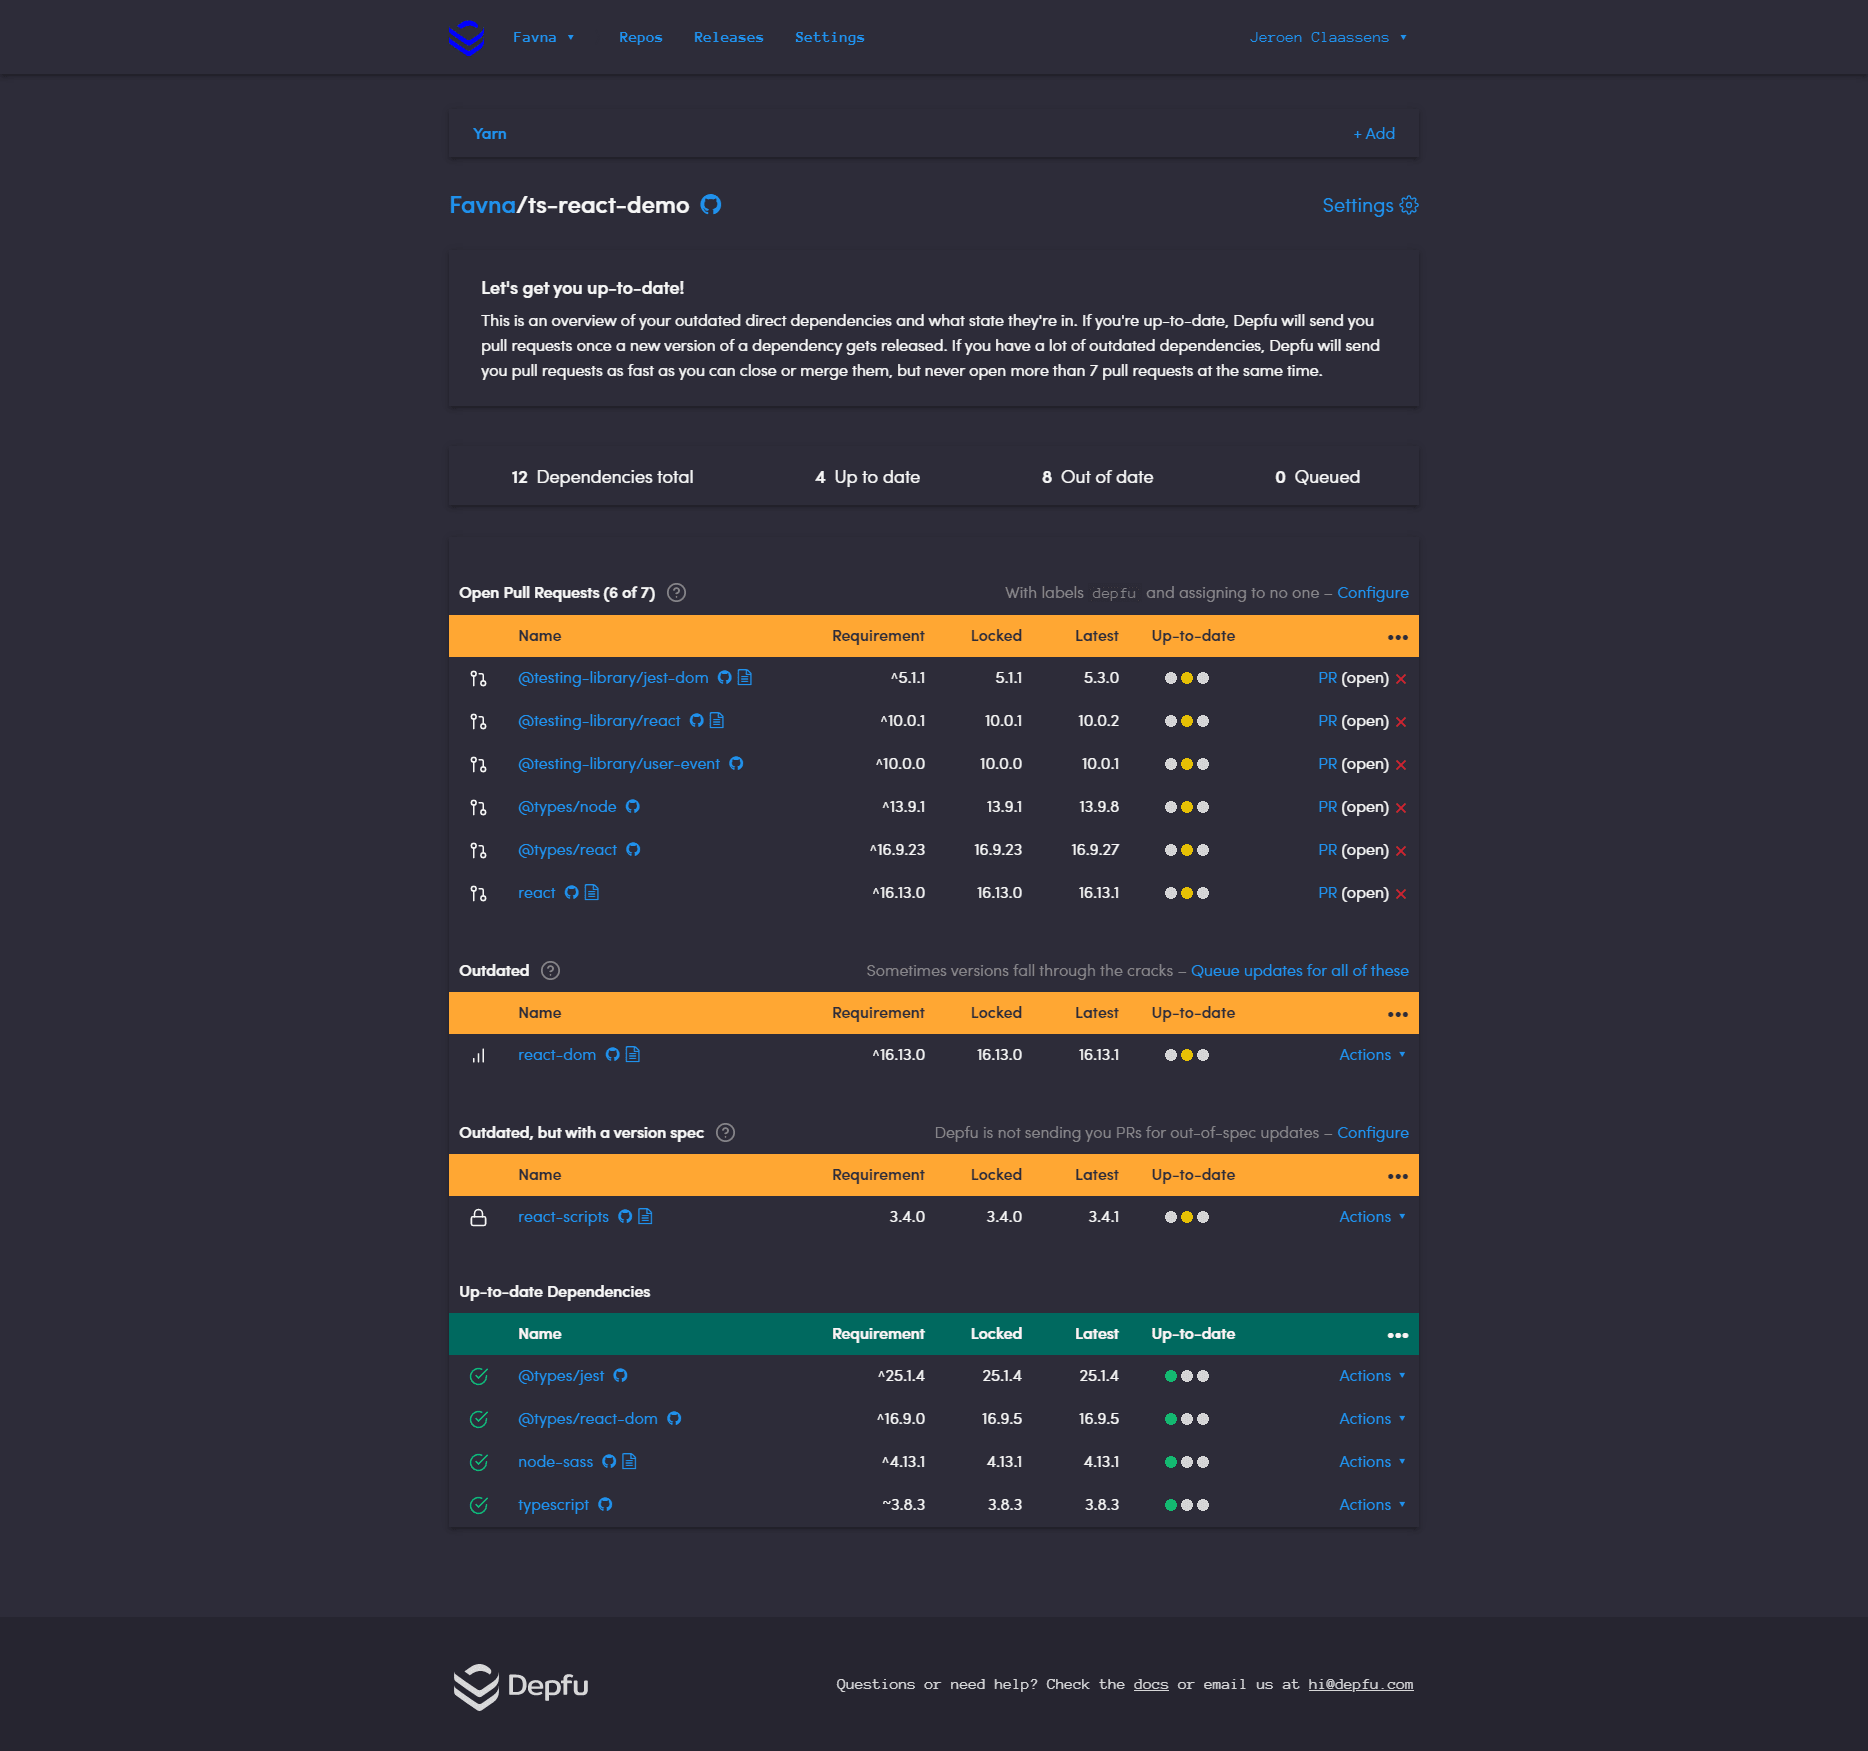 Favna ▾ Repos Releases Settings Jeroen Claassens ▾
Yarn + Add
Favna/ts-react-demo Settings
Let's get you up-to-date!
This is an overview of your outdated direct dependencies and what state they're in. If you're up-to-date, Depfu will send you
pull requests once a new version of a dependency gets released. If you have a lot of outdated dependencies, Depfu will send
you pull requests as fast as you can close or merge them, but never open more than 7 pull requests at the same time.
12 Dependencies total 4 Up to date 8 Out of date 0 Queued
Open Pull Requests (6 of 7) ? With labels depfu and assigning to no one – Configure
Name Requirement Locked Latest Up-to-date •••
@testing-library/jest-dom ^5.1.1 5.1.1 5.3.0 PR (open) ×
@testing-library/react ^10.0.1 10.0.1 10.0.2 PR (open) ×
@testing-library/user-event ^10.0.0 10.0.0 10.0.1 PR (open) ×
@types/node ^13.9.1 13.9.1 13.9.8 PR (open) ×
@types/react ^16.9.23 16.9.23 16.9.27 PR (open) ×
react ^16.13.0 16.13.0 16.13.1 PR (open) ×
Outdated ? Sometimes versions fall through the cracks – Queue updates for all of these
Name Requirement Locked Latest Up-to-date •••
react-dom ^16.13.0 16.13.0 16.13.1 Actions ▾
Outdated, but with a version spec ? Depfu is not sending you PRs for out-of-spec updates – Configure
Name Requirement Locked Latest Up-to-date •••
react-scripts 3.4.0 3.4.0 3.4.1 Actions ▾
Up-to-date Dependencies
Name Requirement Locked Latest Up-to-date •••
@types/jest ^25.1.4 25.1.4 25.1.4 Actions ▾
@types/react-dom ^16.9.0 16.9.5 16.9.5 Actions ▾
node-sass ^4.13.1 4.13.1 4.13.1 Actions ▾
typescript ~3.8.3 3.8.3 3.8.3 Actions ▾
Depfu Questions or need help? Check the docs or email us at hi@depfu.com